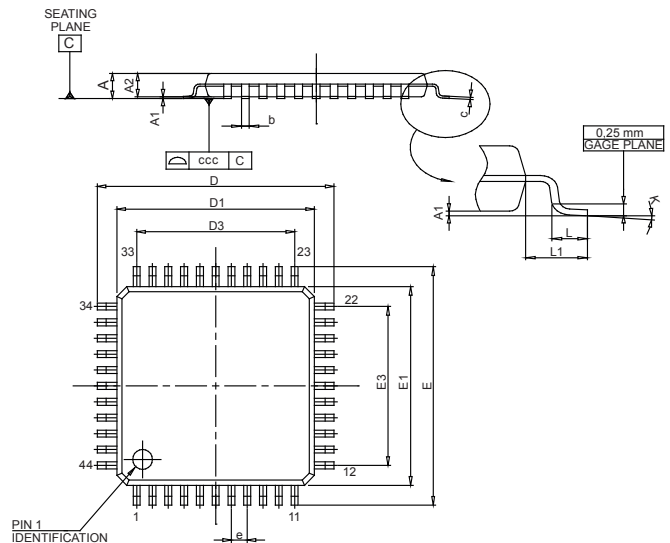 SEATING
PLANE
C
A
A2
A1
b
c
ccc C
0,25 mm
GAGE PLANE
A1
K
L
L1
D
D1
D3
33
23
34
22
E3
E1
E
44
12
PIN 1
IDENTIFICATION
1
e
11